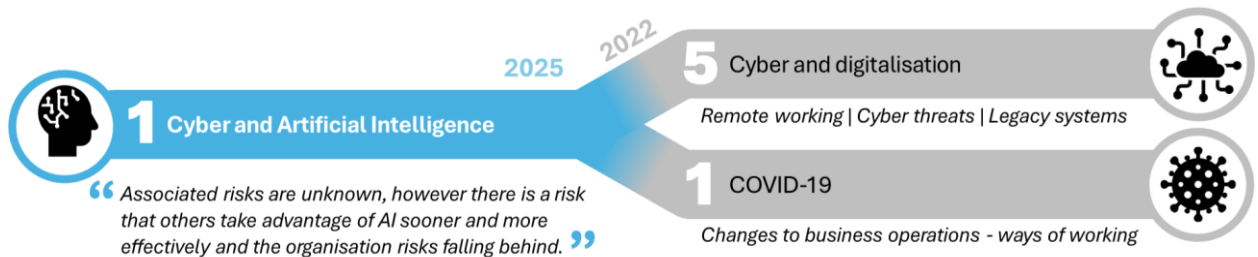 2025
1 Cyber and Artificial Intelligence
“ Associated risks are unknown, however there is a risk
that others take advantage of AI sooner and more
effectively and the organisation risks falling behind. ”
2022
5 Cyber and digitalisation
Remote working | Cyber threats | Legacy systems
1 COVID-19
Changes to business operations - ways of working